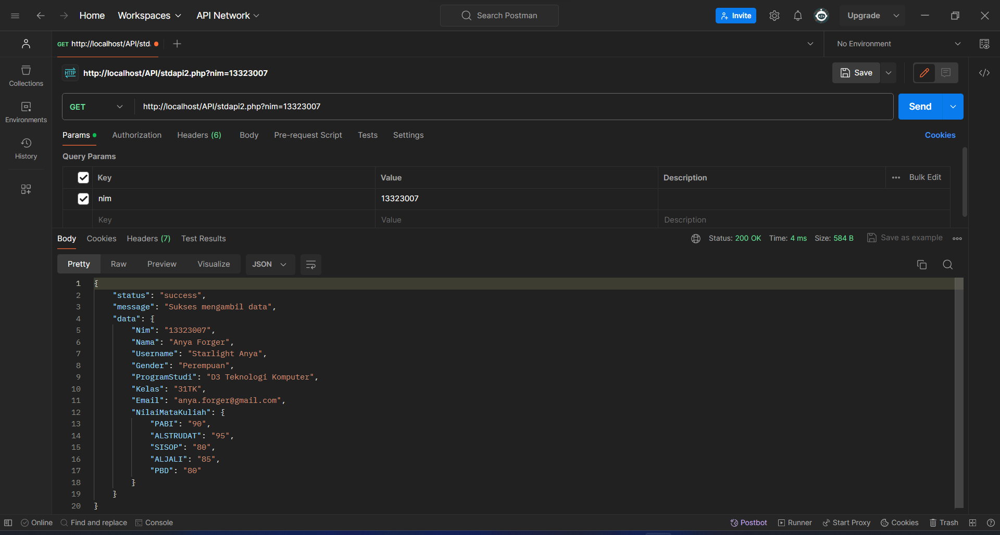 Home Workspaces API Network Search Postman Invite Upgrade
GET http://localhost/API/std No Environment
HTTP http://localhost/API/stdapi2.php?nim=13323007 Save
GET http://localhost/API/stdapi2.php?nim=13323007 Send
Collections
Environments
History
Params Authorization Headers (6) Body Pre-request Script Tests Settings Cookies
Query Params
Key Value Description Bulk Edit
nim 13323007
Key Value Description
Body Cookies Headers (7) Test Results Status: 200 OK Time: 4 ms Size: 584 B Save as example
Pretty Raw Preview Visualize JSON
1 {
2 "status": "success",
3 "message": "Sukses mengambil data",
4 "data": {
5 "Nim": "13323007",
6 "Nama": "Anya Forger",
7 "Username": "Starlight Anya",
8 "Gender": "Perempuan",
9 "ProgramStudi": "D3 Teknologi Komputer",
10 "Kelas": "31TK",
11 "Email": "anya.forger@gmail.com",
12 "NilaiMataKuliah": {
13 "PABI": "90",
14 "ALSTRUDAT": "95",
15 "SISOP": "80",
16 "ALJALI": "85",
17 "PBD": "80"
18 }
19 }
20 }
Online Find and replace Console Postbot Runner Start Proxy Cookies Trash